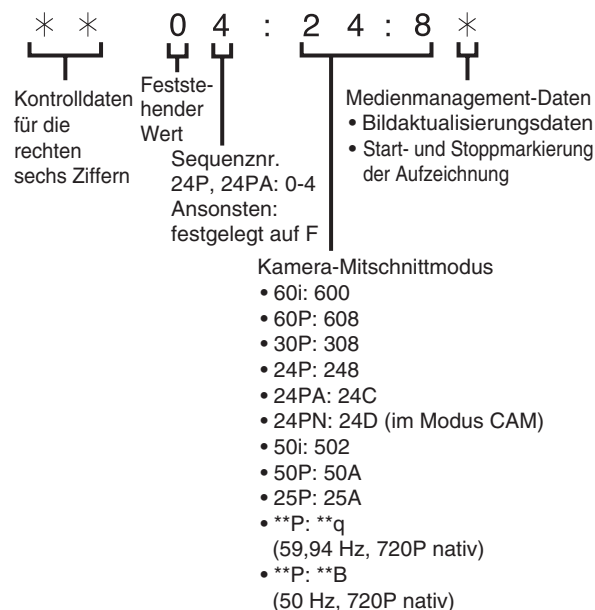 ＊ ＊ 0 4 : 2 4 : 8 ＊
Kontrolldaten
für die
rechten
sechs Ziffern
Festste-
hender
Wert
Sequenznr.
24P, 24PA: 0-4
Ansonsten:
festgelegt auf F
Medienmanagement-Daten
• Bildaktualisierungsdaten
• Start- und Stoppmarkierung
der Aufzeichnung
Kamera-Mitschnittmodus
• 60i: 600
• 60P: 608
• 30P: 308
• 24P: 248
• 24PA: 24C
• 24PN: 24D (im Modus CAM)
• 50i: 502
• 50P: 50A
• 25P: 25A
• **P: **q
(59,94 Hz, 720P nativ)
• **P: **B
(50 Hz, 720P nativ)